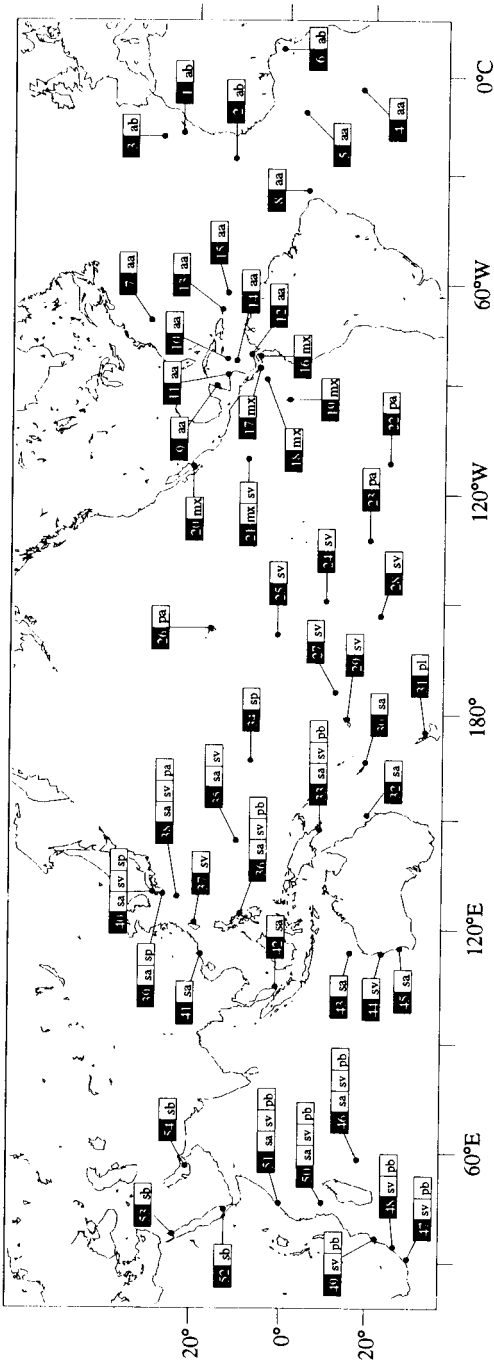 1 ab
2 ab
3 ab
4 aa
5 aa
6 ab
7 aa
8 aa
9 aa
10 aa
11 aa
12 aa
13 aa
14 aa
15 aa
16 mx
17 mx
18 mx
19 mx
20 mx
21 mx sv
22 pa
23 pa
24 sv
25 sv
26 pa
27 sv
28 sv
29 sv
30 sa
31 pl
32 sa
33 sa sv pb
34 sp
35 sa sv
36 sa sv pb
37 sv
38 sa sv pa
39 sa sp
40 sa sv sp
41 sa
42 sa
43 sa
44 sv
45 sa
46 sa sv pb
47 sv pb
48 sv pb
49 sv pb
50 sa sv pb
51 sa sv pb
52 sb
53 sb
54 sb
20°
0°
20°
60°E
120°E
180°
120°W
60°W
0°C